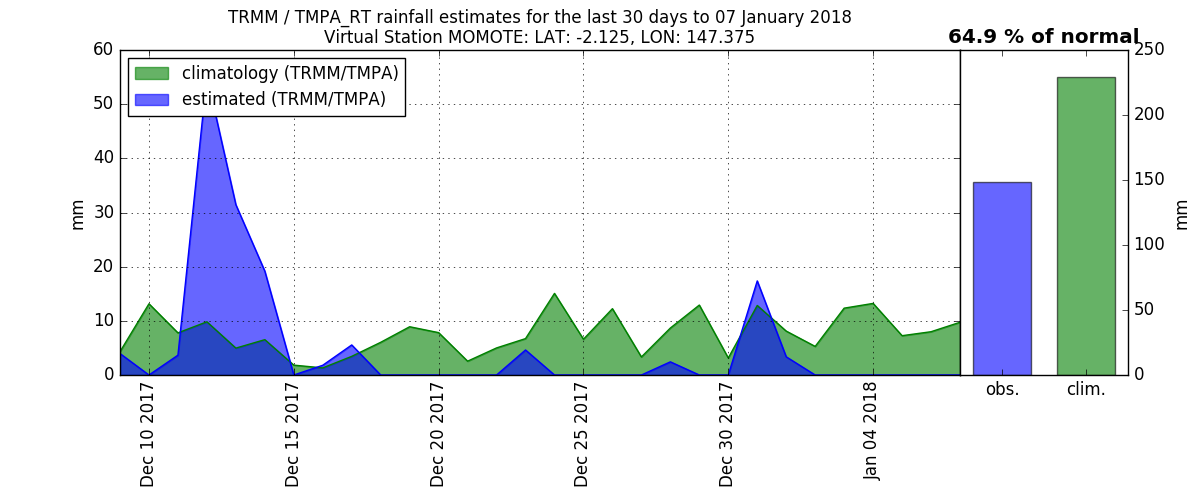 TRMM / TMPA_RT rainfall estimates for the last 30 days to 07 January 2018
Virtual Station MOMOTE: LAT: -2.125, LON: 147.375
64.9 % of normal
climatology (TRMM/TMPA)
estimated (TRMM/TMPA)
60
50
40
30
20
10
0
mm
Dec 10 2017
Dec 15 2017
Dec 20 2017
Dec 25 2017
Dec 30 2017
Jan 04 2018
obs.
clim.
250
200
150
100
50
0
mm